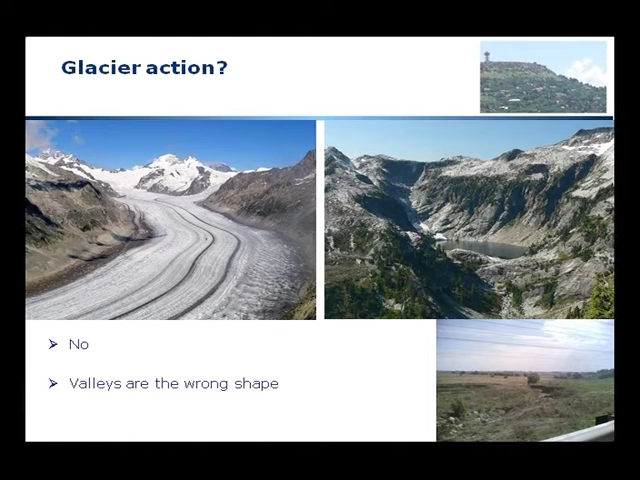 Glacier action?
No
Valleys are the wrong shape